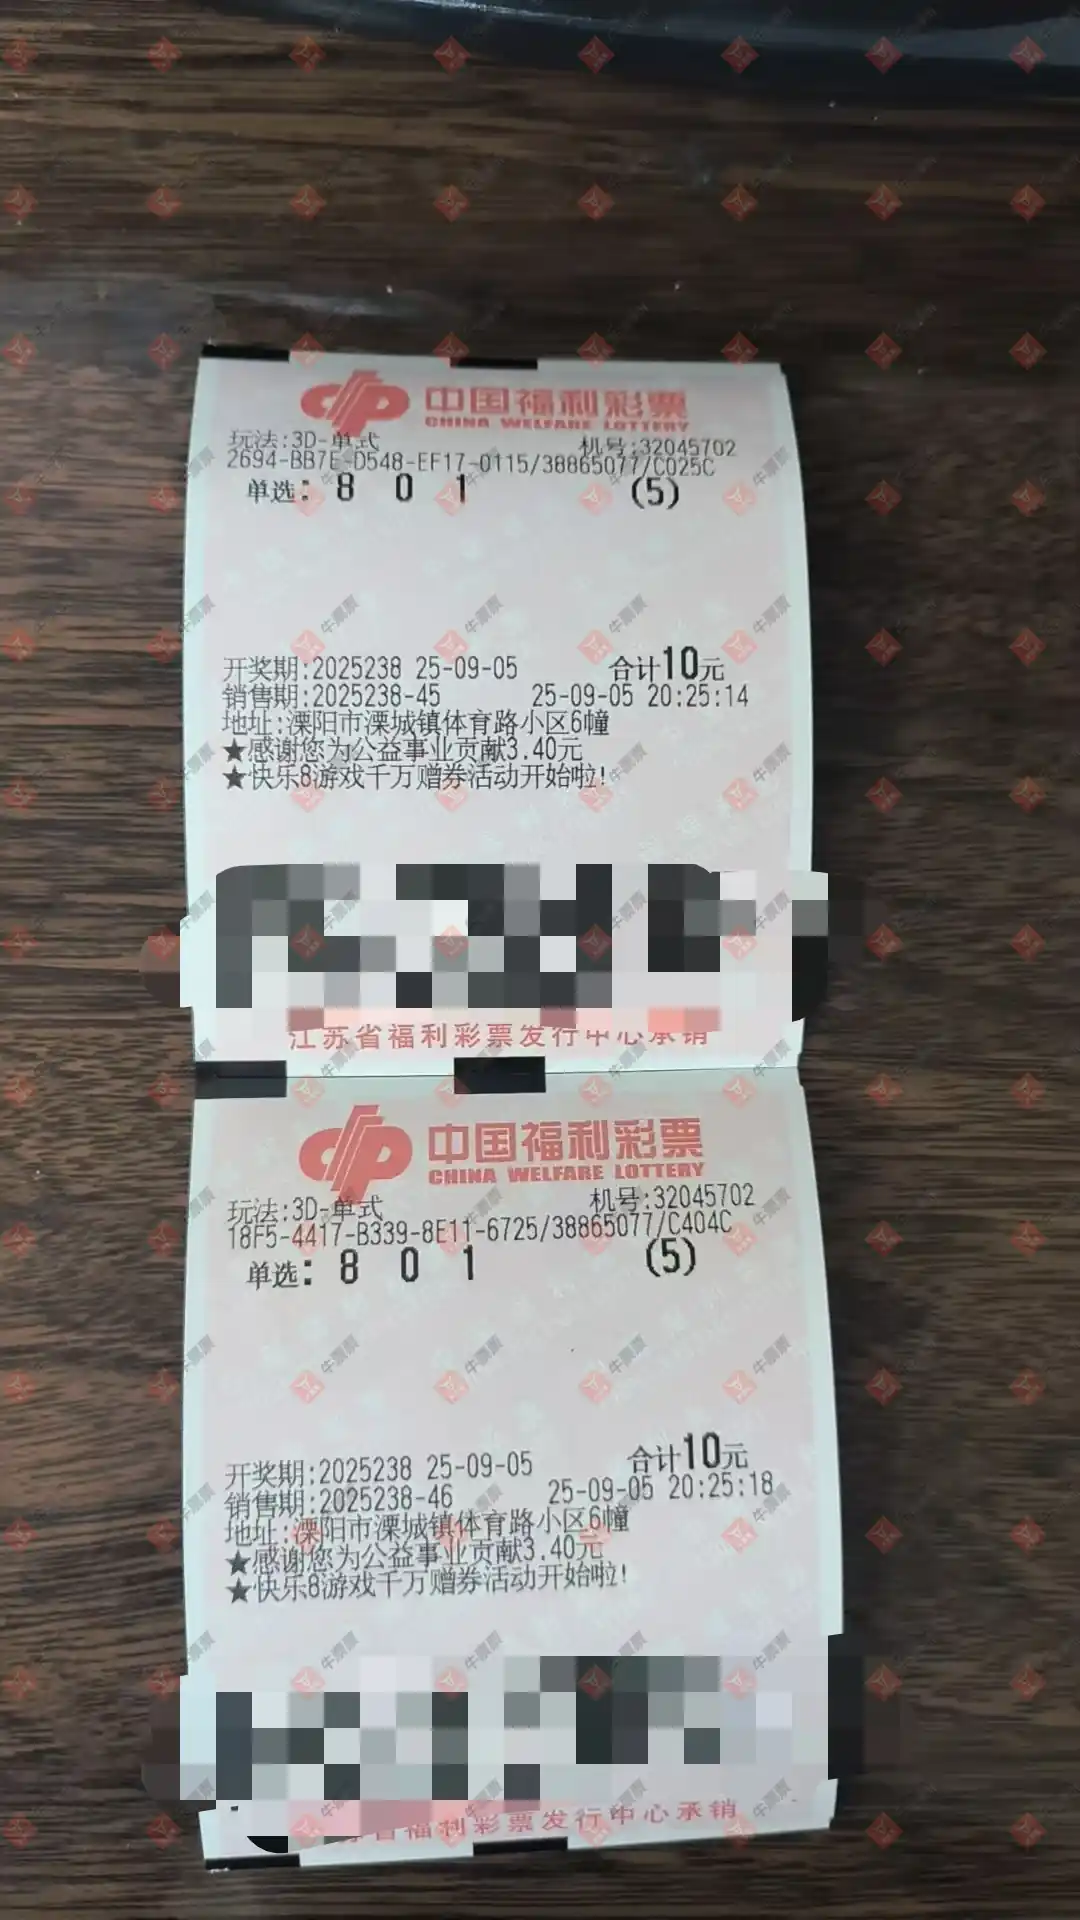 中国福利彩票
CHINA WELFARE LOTTERY
玩法:3D-单式 机号:32045702
2694-BB7E-D548-EF17-0115/38865077/C025C
单选: 8 0 1 (5)
开奖期:2025238 25-09-05 合计10元
销售期:2025238-45 25-09-05 20:25:14
地址:溧阳市溧城镇体育路小区6幢
★感谢您为公益事业贡献3.40元
★快乐8游戏千万赠券活动开始啦!
江苏省福利彩票发行中心承销
中国福利彩票
CHINA WELFARE LOTTERY
玩法:3D-单式 机号:32045702
18F5-4417-B339-8E11-6725/38865077/C404C
单选: 8 0 1 (5)
开奖期:2025238 25-09-05 合计10元
销售期:2025238-46 25-09-05 20:25:18
地址:溧阳市溧城镇体育路小区6幢
★感谢您为公益事业贡献3.40元
★快乐8游戏千万赠券活动开始啦!
省福利彩票发行中心承销
牛票票